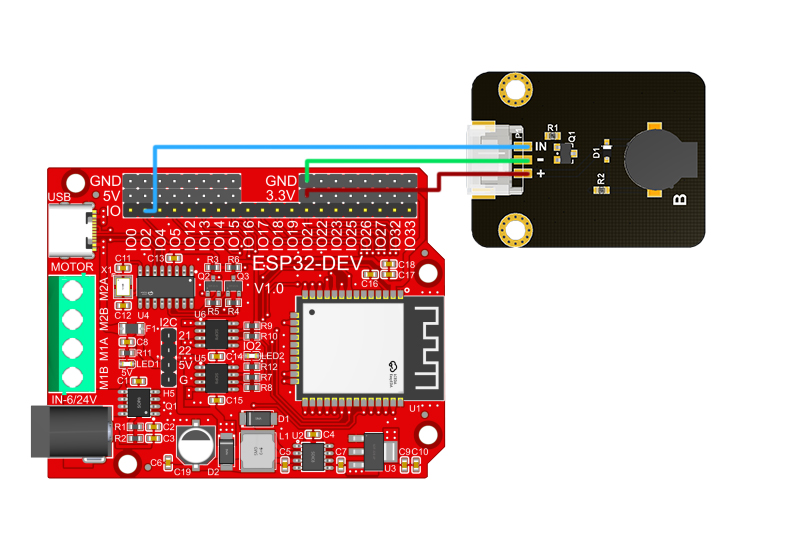 R1
Q1
IN
-
+
D1
R2
B
GND
5V
IO
GND
3.3V
USB
IO0
IO2
IO4
IO5
IO12
IO13
IO14
IO15
IO16
IO17
IO18
IO19
IO21
IO22
IO23
IO25
IO26
IO27
IO32
IO33
MOTOR
M2A
M2B
M1A
M1B
IN-6/24V
X1
C11
C13
R3
R6
ESP32-DEV
V1.0
C18
C17
C16
Q2
Q3
R5
R4
C12
U4
F1
I2C
21
22
5V
G
H5
U6
U5
R9
R10
IO2
C14
LED2
R12
R7
R8
C15
C8
R11
LED1
5V
C1
Q1
R1
R2
C2
C3
D1
U1
C6
C19
D2
L1
U2
C4
C5
C7
U3
C9
C10